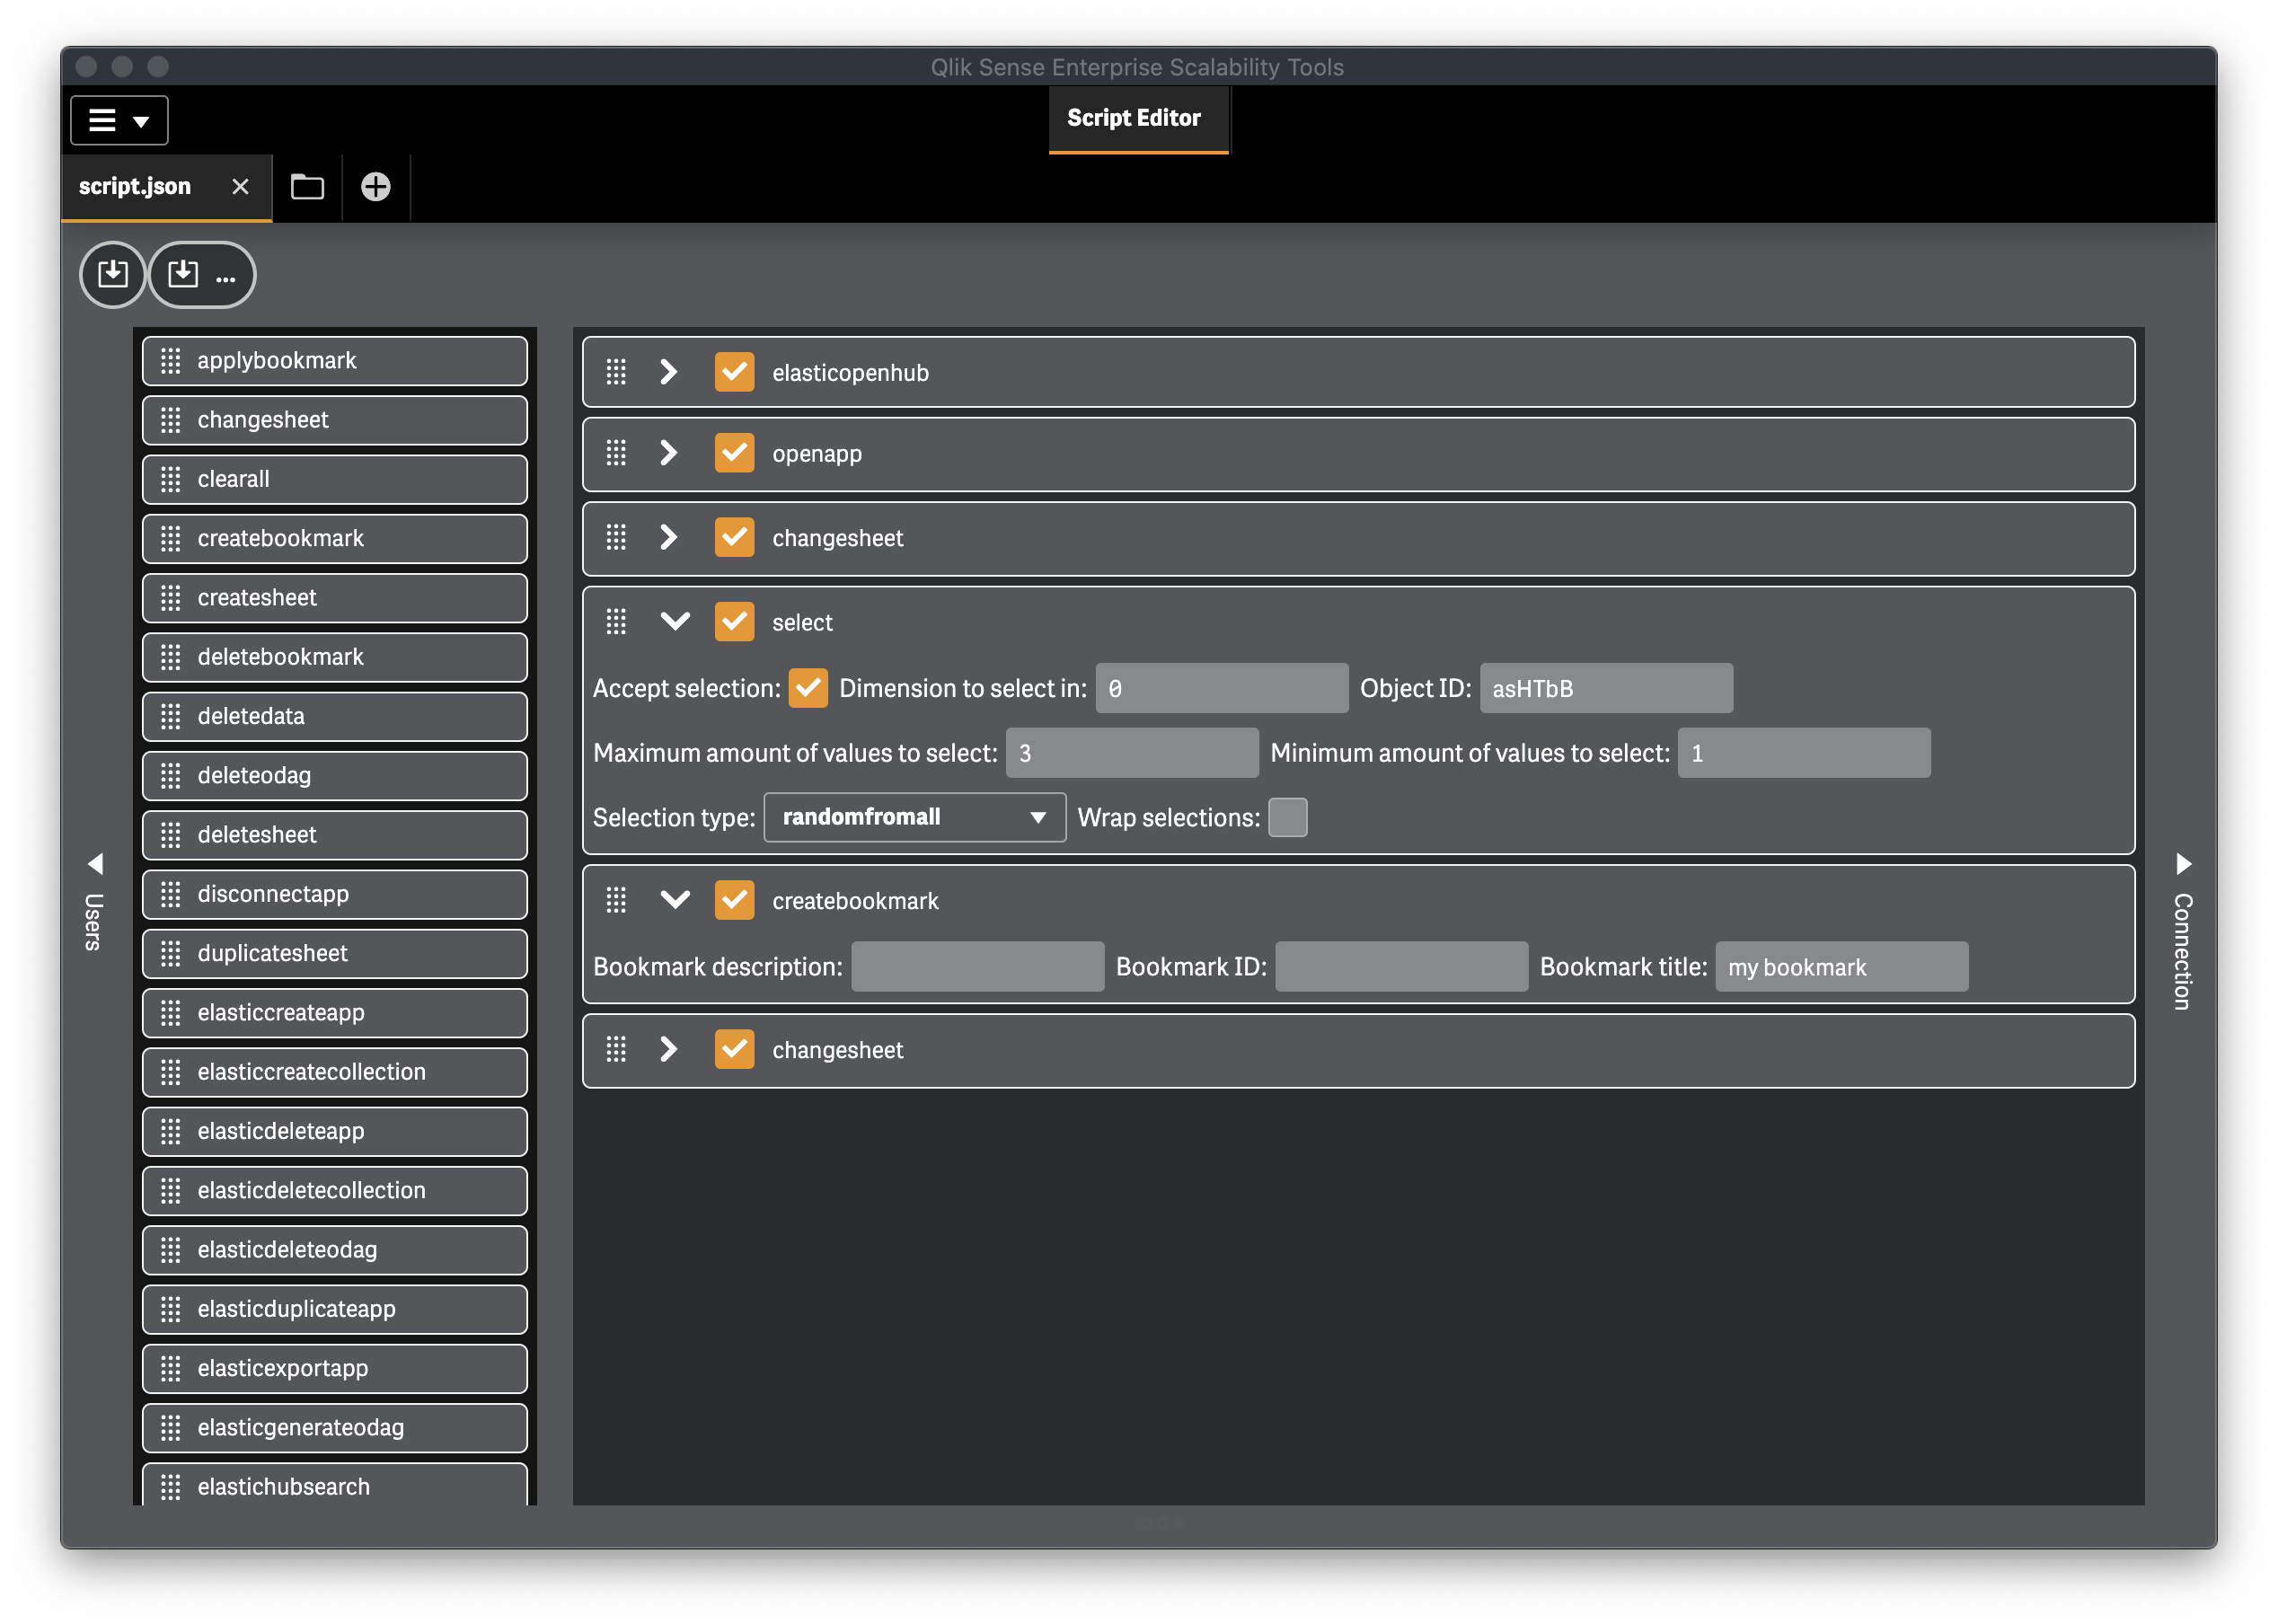 Qlik Sense Enterprise Scalability Tools
Script Editor
script.json
...
applybookmark
changesheet
clearall
createbookmark
createsheet
deletebookmark
deletedata
deleteodag
deletesheet
disconnectapp
duplicatesheet
elasticcreateapp
elasticcreatecollection
elasticdeleteapp
elasticdeletecollection
elasticdeleteodag
elasticduplicateapp
elasticexportapp
elasticgenerateodag
elastichubsearch
Users
elasticopenhub
openapp
changesheet
select
Accept selection: Dimension to select in: 0 Object ID: asHTbB
Maximum amount of values to select: 3 Minimum amount of values to select: 1
Selection type: randomfromall Wrap selections:
createbookmark
Bookmark description: Bookmark ID: Bookmark title: my bookmark
changesheet
Connection